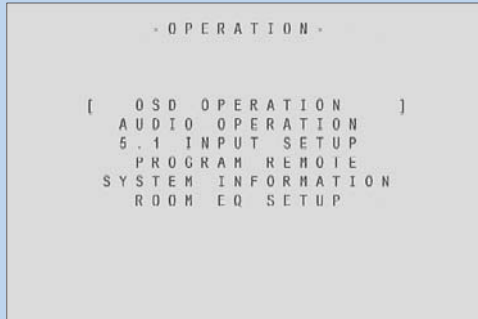 -OPERATION-
[ OSD OPERATION ]
AUDIO OPERATION
5.1 INPUT SETUP
PROGRAM REMOTE
SYSTEM INFORMATION
ROOM EQ SETUP